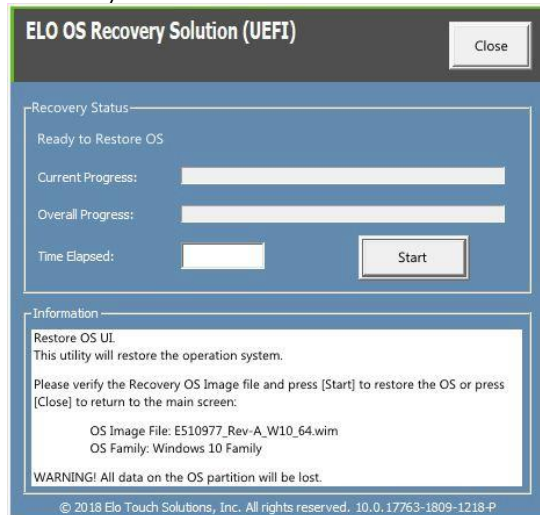 ELO OS Recovery Solution (UEFI)
Close
Recovery Status
Ready to Restore OS
Current Progress:
Overall Progress:
Time Elapsed:
Start
Information
Restore OS UI.
This utility will restore the operation system.
Please verify the Recovery OS Image file and press [Start] to restore the OS or press
[Close] to return to the main screen:
OS Image File: E510977_Rev-A_W10_64.wim
OS Family: Windows 10 Family
WARNING! All data on the OS partition will be lost.
© 2018 Elo Touch Solutions, Inc. All rights reserved. 10.0.17763-1809-1218-P